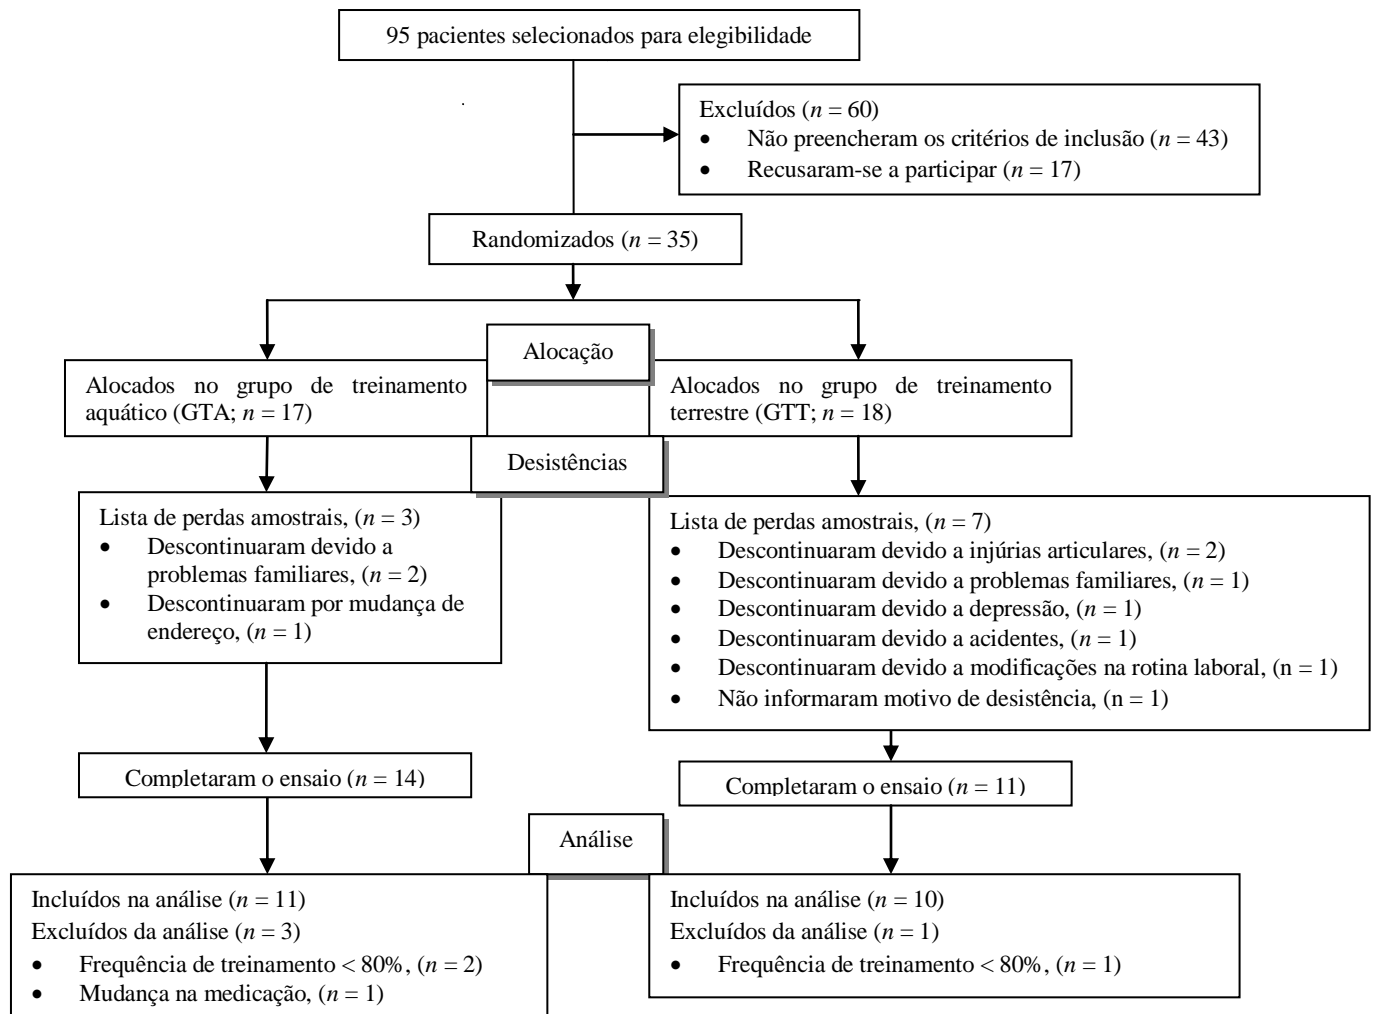 95 pacientes selecionados para elegibilidade
Excluídos (n = 60)
• Não preencheram os critérios de inclusão (n = 43)
• Recusaram-se a participar (n = 17)
Randomizados (n = 35)
Alocação
Alocados no grupo de treinamento
aquático (GTA; n = 17)
Alocados no grupo de treinamento
terrestre (GTT; n = 18)
Desistências
Lista de perdas amostrais, (n = 3)
• Descontinuaram devido a
problemas familiares, (n = 2)
• Descontinuaram por mudança de
endereço, (n = 1)
Lista de perdas amostrais, (n = 7)
• Descontinuaram devido a injúrias articulares, (n = 2)
• Descontinuaram devido a problemas familiares, (n = 1)
• Descontinuaram devido a depressão, (n = 1)
• Descontinuaram devido a acidentes, (n = 1)
• Descontinuaram devido a modificações na rotina laboral, (n = 1)
• Não informaram motivo de desistência, (n = 1)
Completaram o ensaio (n = 14)
Completaram o ensaio (n = 11)
Análise
Incluídos na análise (n = 11)
Excluídos da análise (n = 3)
• Frequência de treinamento < 80%, (n = 2)
• Mudança na medicação, (n = 1)
Incluídos na análise (n = 10)
Excluídos da análise (n = 1)
• Frequência de treinamento < 80%, (n = 1)